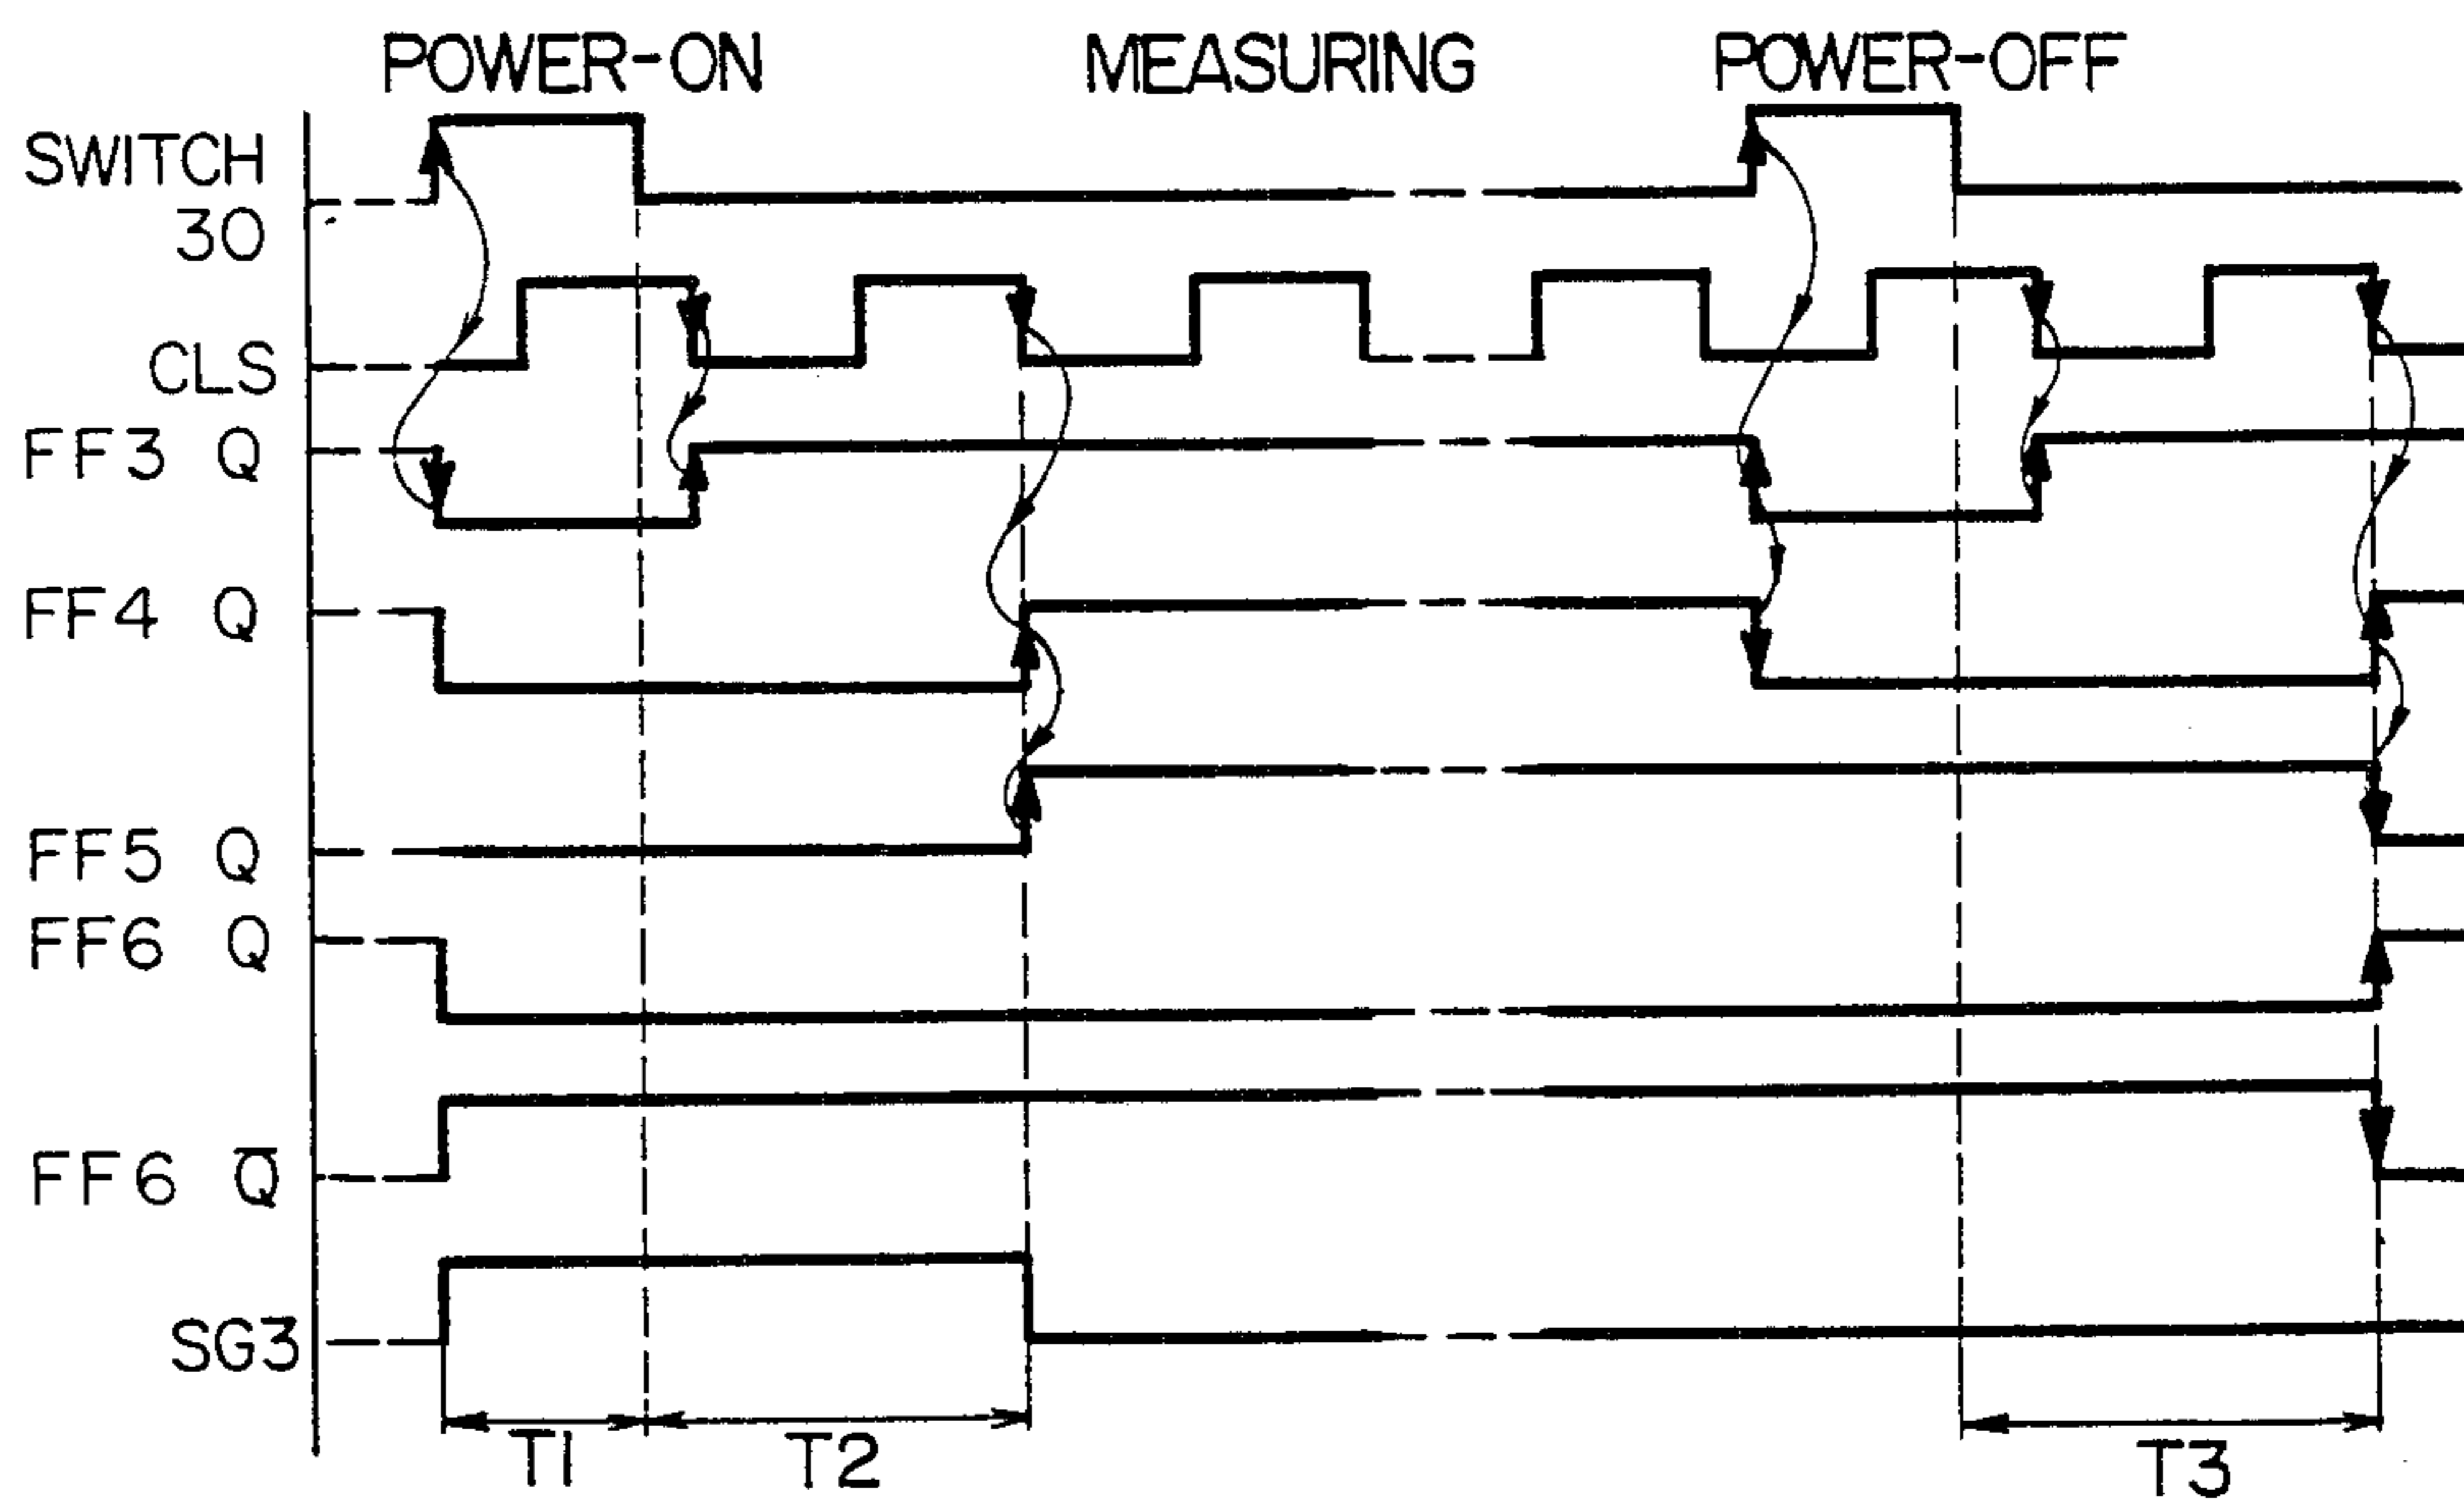 POWER-ON MEASURING POWER-OFF
SWITCH
30
CLS
FF3 Q
FF4 Q
FF5 Q
FF6 Q
FF6 Q̅
SG3
T1 T2 T3